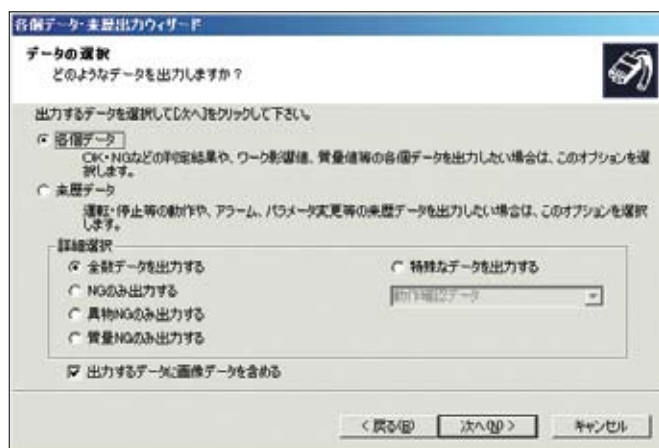 各個データ・来歴出力ウィザード
データの選択
どのようなデータを出力しますか？
出力するデータを選択して[次へ]をクリックして下さい。
各個データ
OK・NGなどの判定結果や、ワーク影響値、質量値等の各個データを出力したい場合は、このオプションを選
択します。
来歴データ
運転・停止等の動作や、アラーム、パラメータ変更等の来歴データを出力したい場合は、このオプションを選択
します。
詳細選択
全数データを出力する
特殊なデータを出力する
NGのみ出力する
動作確認データ
異物NGのみ出力する
質量NGのみ出力する
出力するデータに画像データを含める
< 戻る(B)
次へ(N) >
キャンセル